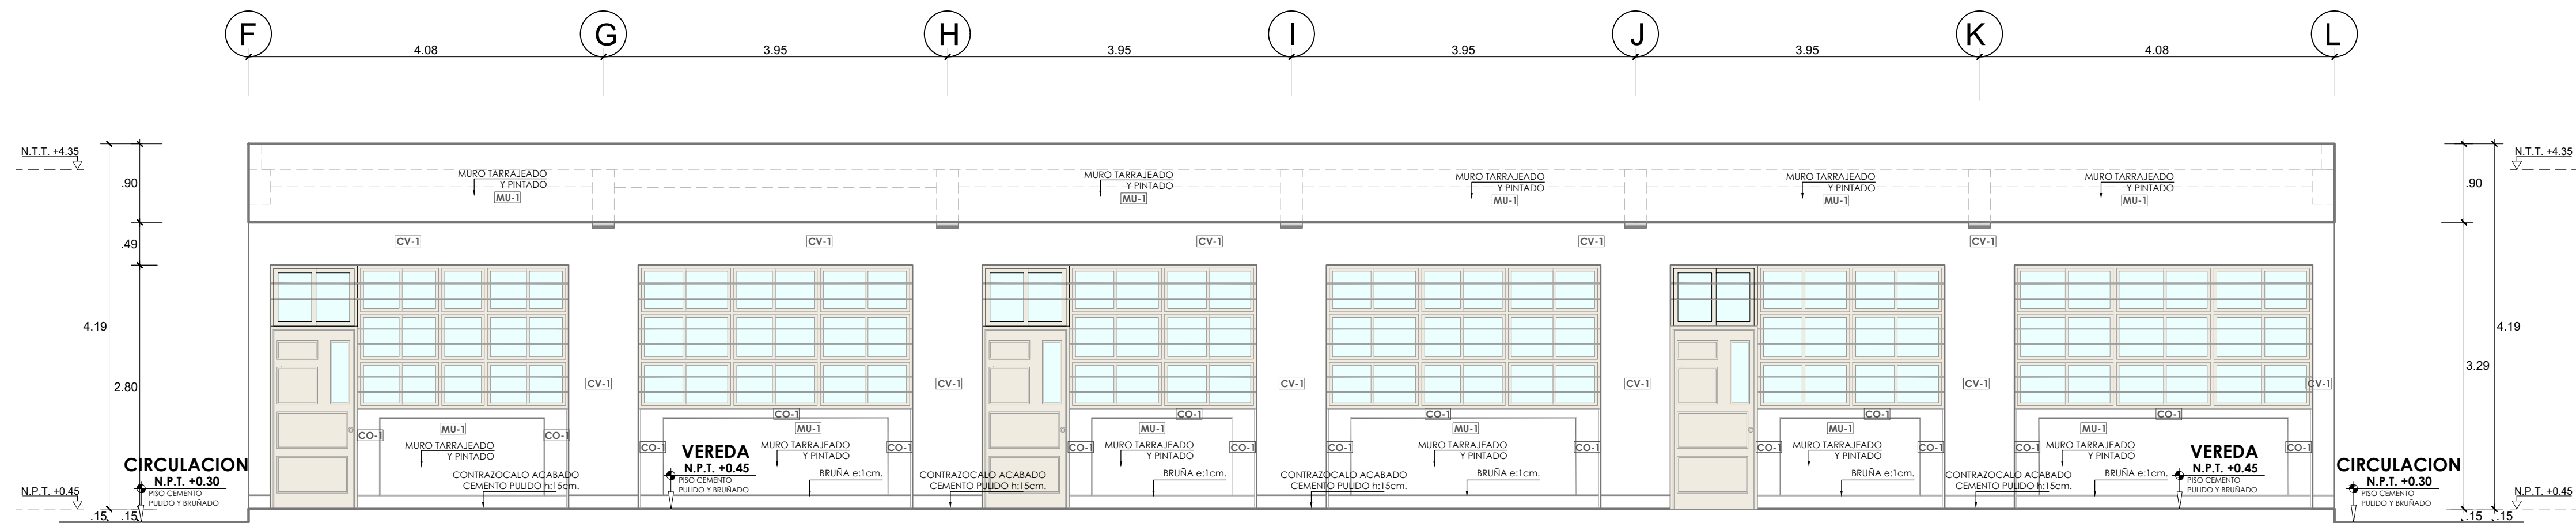 F G H I J K L
4.08 3.95 3.95 3.95 3.95 4.08
N.T.T. +4.35
N.T.T. +4.35
MURO TARRAJEADO
Y PINTADO
MU-1
MURO TARRAJEADO
Y PINTADO
MU-1
MURO TARRAJEADO
Y PINTADO
MU-1
MURO TARRAJEADO
Y PINTADO
MU-1
MURO TARRAJEADO
Y PINTADO
MU-1
.90
.90
.49
CV-1 CV-1 CV-1 CV-1 CV-1
4.19
4.19
2.80
3.29
CV-1 CV-1 CV-1 CV-1 CV-1 CV-1
CO-1 CO-1 CO-1 CO-1 CO-1
MU-1 MU-1 MU-1 MU-1 MU-1 MU-1
CO-1 CO-1 CO-1 CO-1 CO-1 CO-1 CO-1 CO-1 CO-1 CO-1 CO-1 CO-1
MURO TARRAJEADO
Y PINTADO
MURO TARRAJEADO
Y PINTADO
MURO TARRAJEADO
Y PINTADO
MURO TARRAJEADO
Y PINTADO
MURO TARRAJEADO
Y PINTADO
MURO TARRAJEADO
Y PINTADO
CIRCULACION
N.P.T. +0.30
PISO CEMENTO
PULIDO Y BRUÑADO
CONTRAZOCALO ACABADO
CEMENTO PULIDO h:15cm.
VEREDA
N.P.T. +0.45
PISO CEMENTO
PULIDO Y BRUÑADO
BRUÑA e:1cm.
CONTRAZOCALO ACABADO
CEMENTO PULIDO h:15cm.
BRUÑA e:1cm.
CONTRAZOCALO ACABADO
CEMENTO PULIDO h:15cm.
BRUÑA e:1cm.
BRUÑA e:1cm.
CONTRAZOCALO ACABADO
CEMENTO PULIDO h:15cm.
BRUÑA e:1cm.
VEREDA
N.P.T. +0.45
PISO CEMENTO
PULIDO Y BRUÑADO
CIRCULACION
N.P.T. +0.30
PISO CEMENTO
PULIDO Y BRUÑADO
N.P.T. +0.45
N.P.T. +0.45
.15 .15
.15 .15